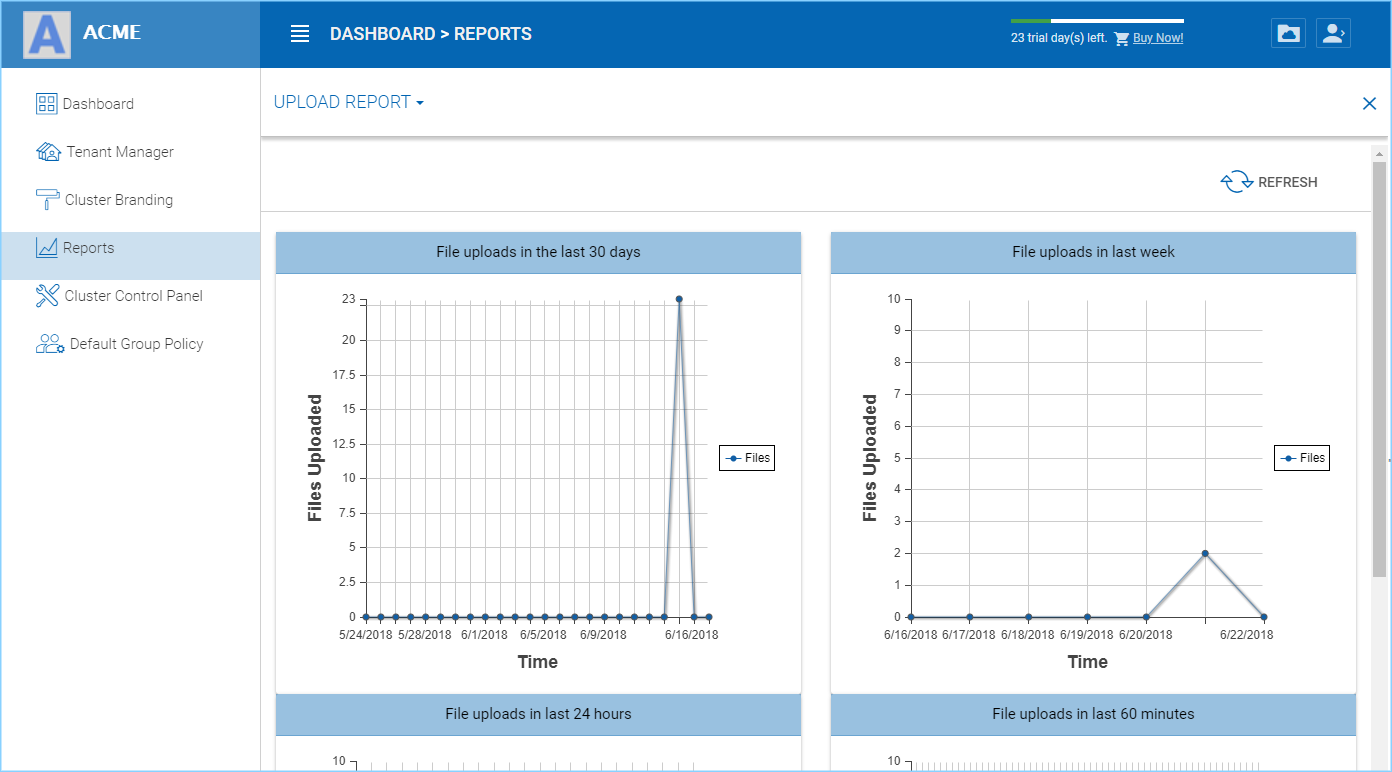 A ACME
DASHBOARD > REPORTS
23 trial day(s) left. Buy Now!
Dashboard
Tenant Manager
Cluster Branding
Reports
Cluster Control Panel
Default Group Policy
UPLOAD REPORT
REFRESH
File uploads in the last 30 days
23
20
17.5
15
12.5
10
7.5
5
2.5
0
Files Uploaded
5/24/2018 5/28/2018 6/1/2018 6/5/2018 6/9/2018 6/16/2018
Time
Files
File uploads in last week
10
9
8
7
6
5
4
3
2
1
0
Files Uploaded
6/16/2018 6/17/2018 6/18/2018 6/19/2018 6/20/2018 6/22/2018
Time
Files
File uploads in last 24 hours
10
File uploads in last 60 minutes
10